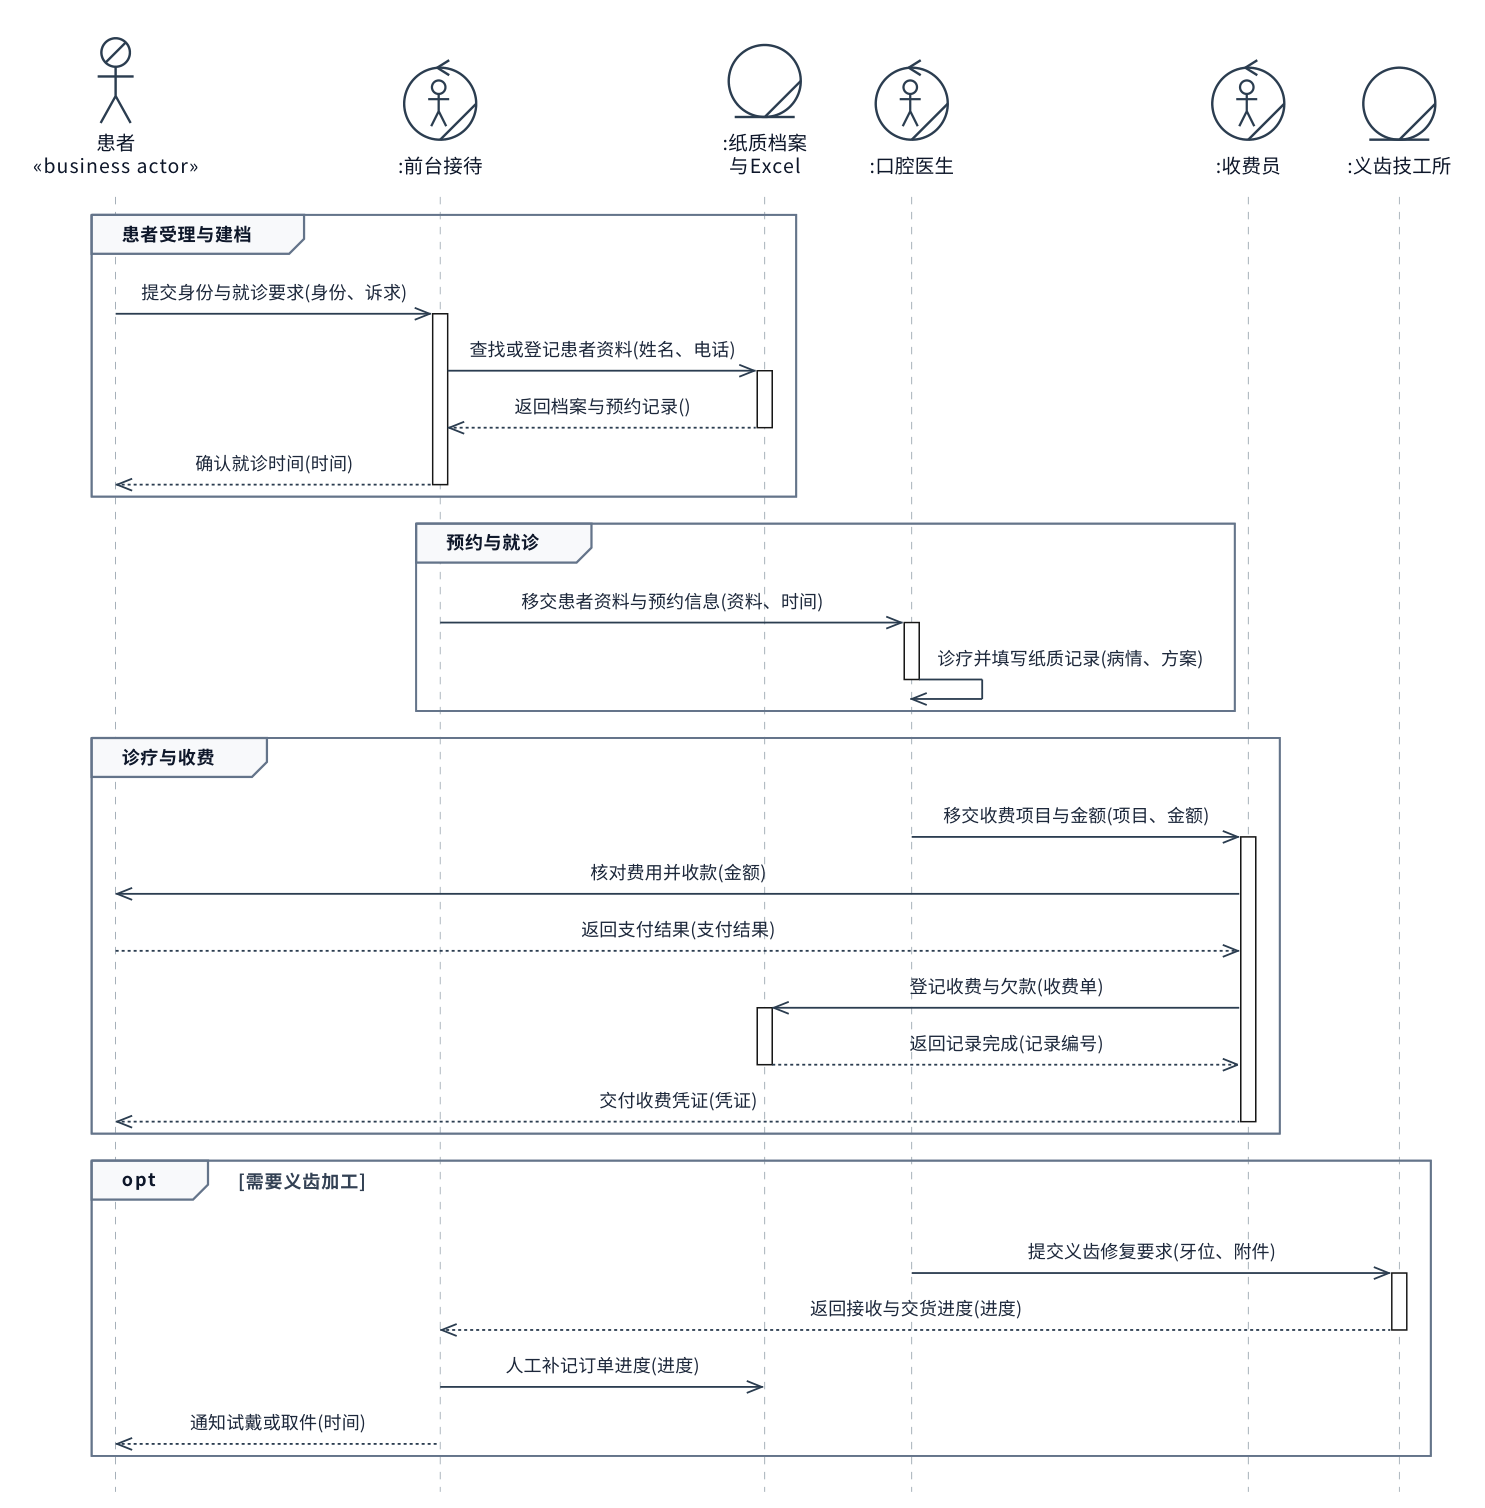 患者
«business actor»
:前台接待
:纸质档案
与Excel
:口腔医生
:收费员
:义齿技工所
患者受理与建档
提交身份与就诊要求(身份、诉求)
查找或登记患者资料(姓名、电话)
返回档案与预约记录()
确认就诊时间(时间)
预约与就诊
移交患者资料与预约信息(资料、时间)
诊疗并填写纸质记录(病情、方案)
诊疗与收费
移交收费项目与金额(项目、金额)
核对费用并收款(金额)
返回支付结果(支付结果)
登记收费与欠款(收费单)
返回记录完成(记录编号)
交付收费凭证(凭证)
opt [需要义齿加工]
提交义齿修复要求(牙位、附件)
返回接收与交货进度(进度)
人工补记订单进度(进度)
通知试戴或取件(时间)